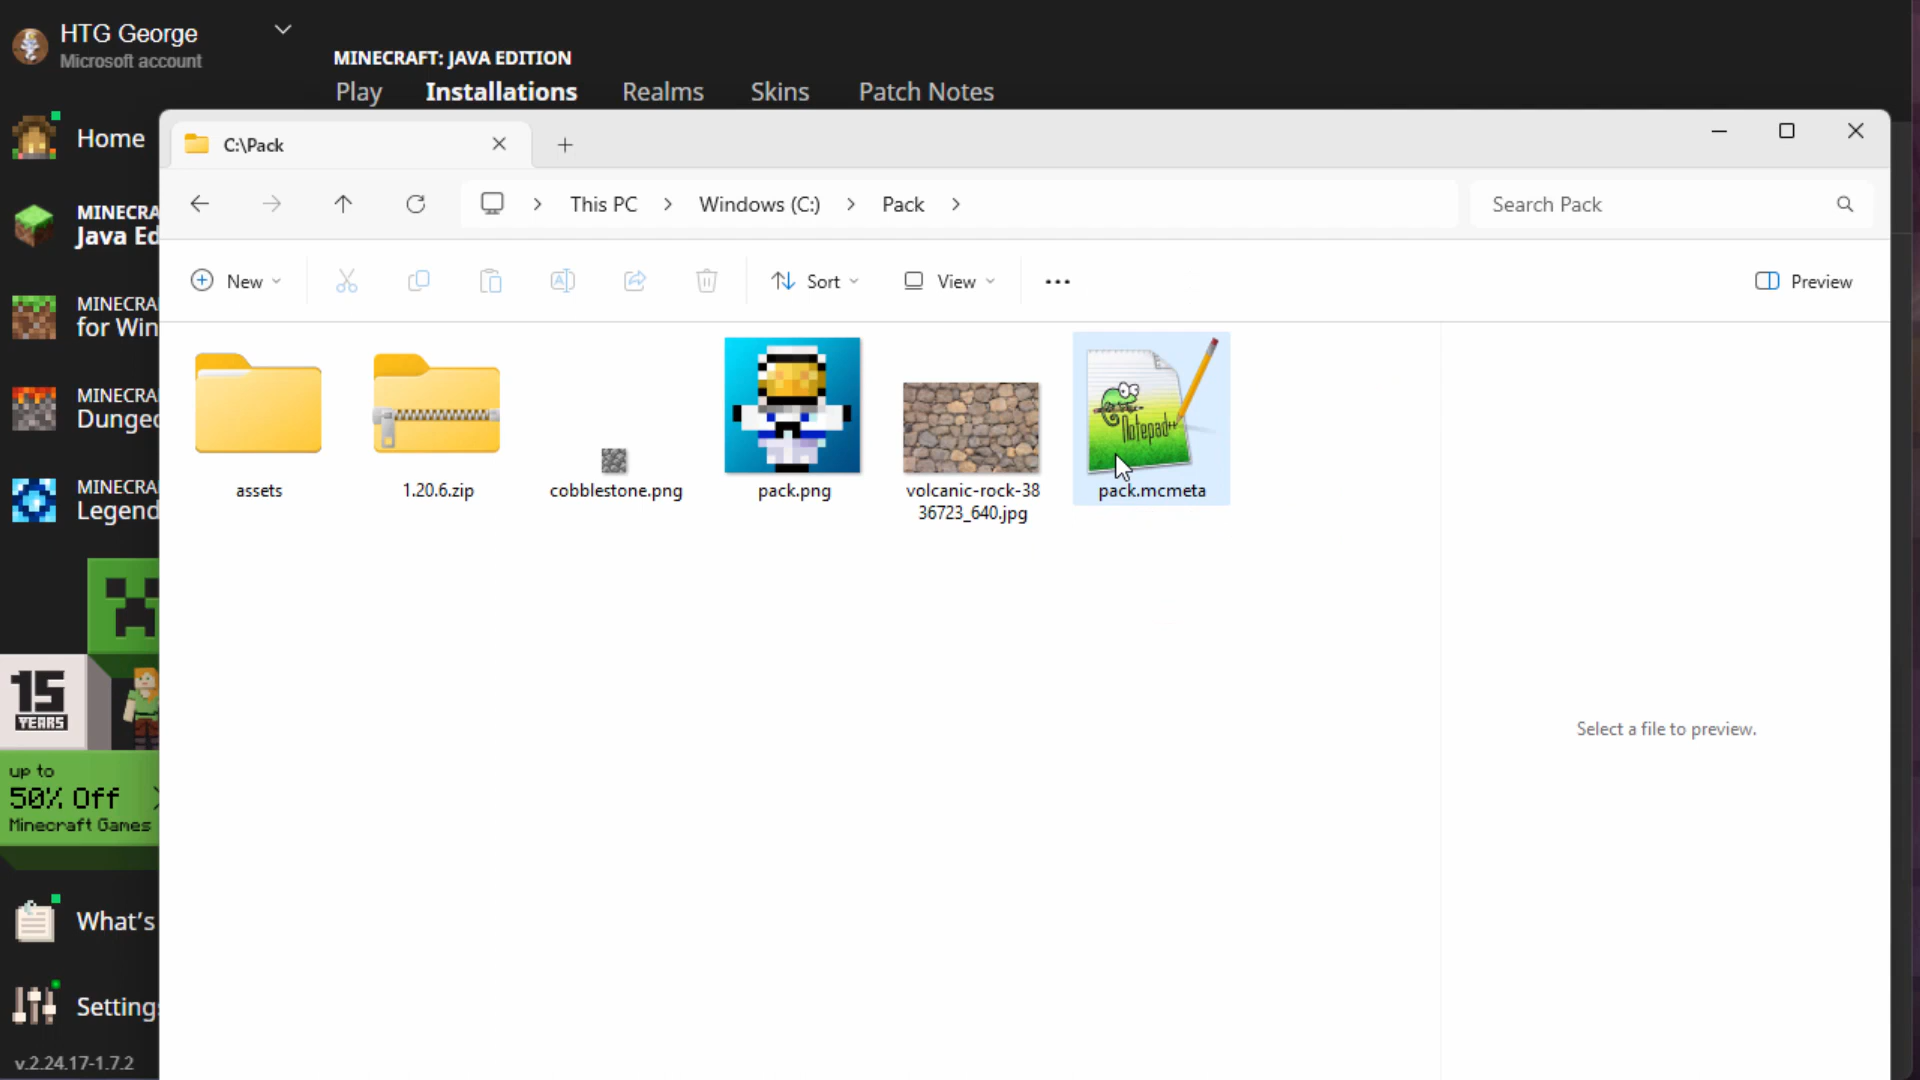 HTG George
Microsoft account
MINECRAFT: JAVA EDITION
Play Installations Realms Skins Patch Notes
Home
MINECRA
Java Ed
MINECRA
for Win
MINECRA
Dunge
MINECRA
Legend
15
YEARS
up to
50% Off
Minecraft Games
What's
Settings
v.2.24.17-1.7.2
C:\Pack
This PC Windows (C:) Pack
Search Pack
New Sort View Preview
Notepad++
assets
1.20.6.zip
cobblestone.png
pack.png
volcanic-rock-38
36723_640.jpg
pack.mcmeta
Select a file to preview.